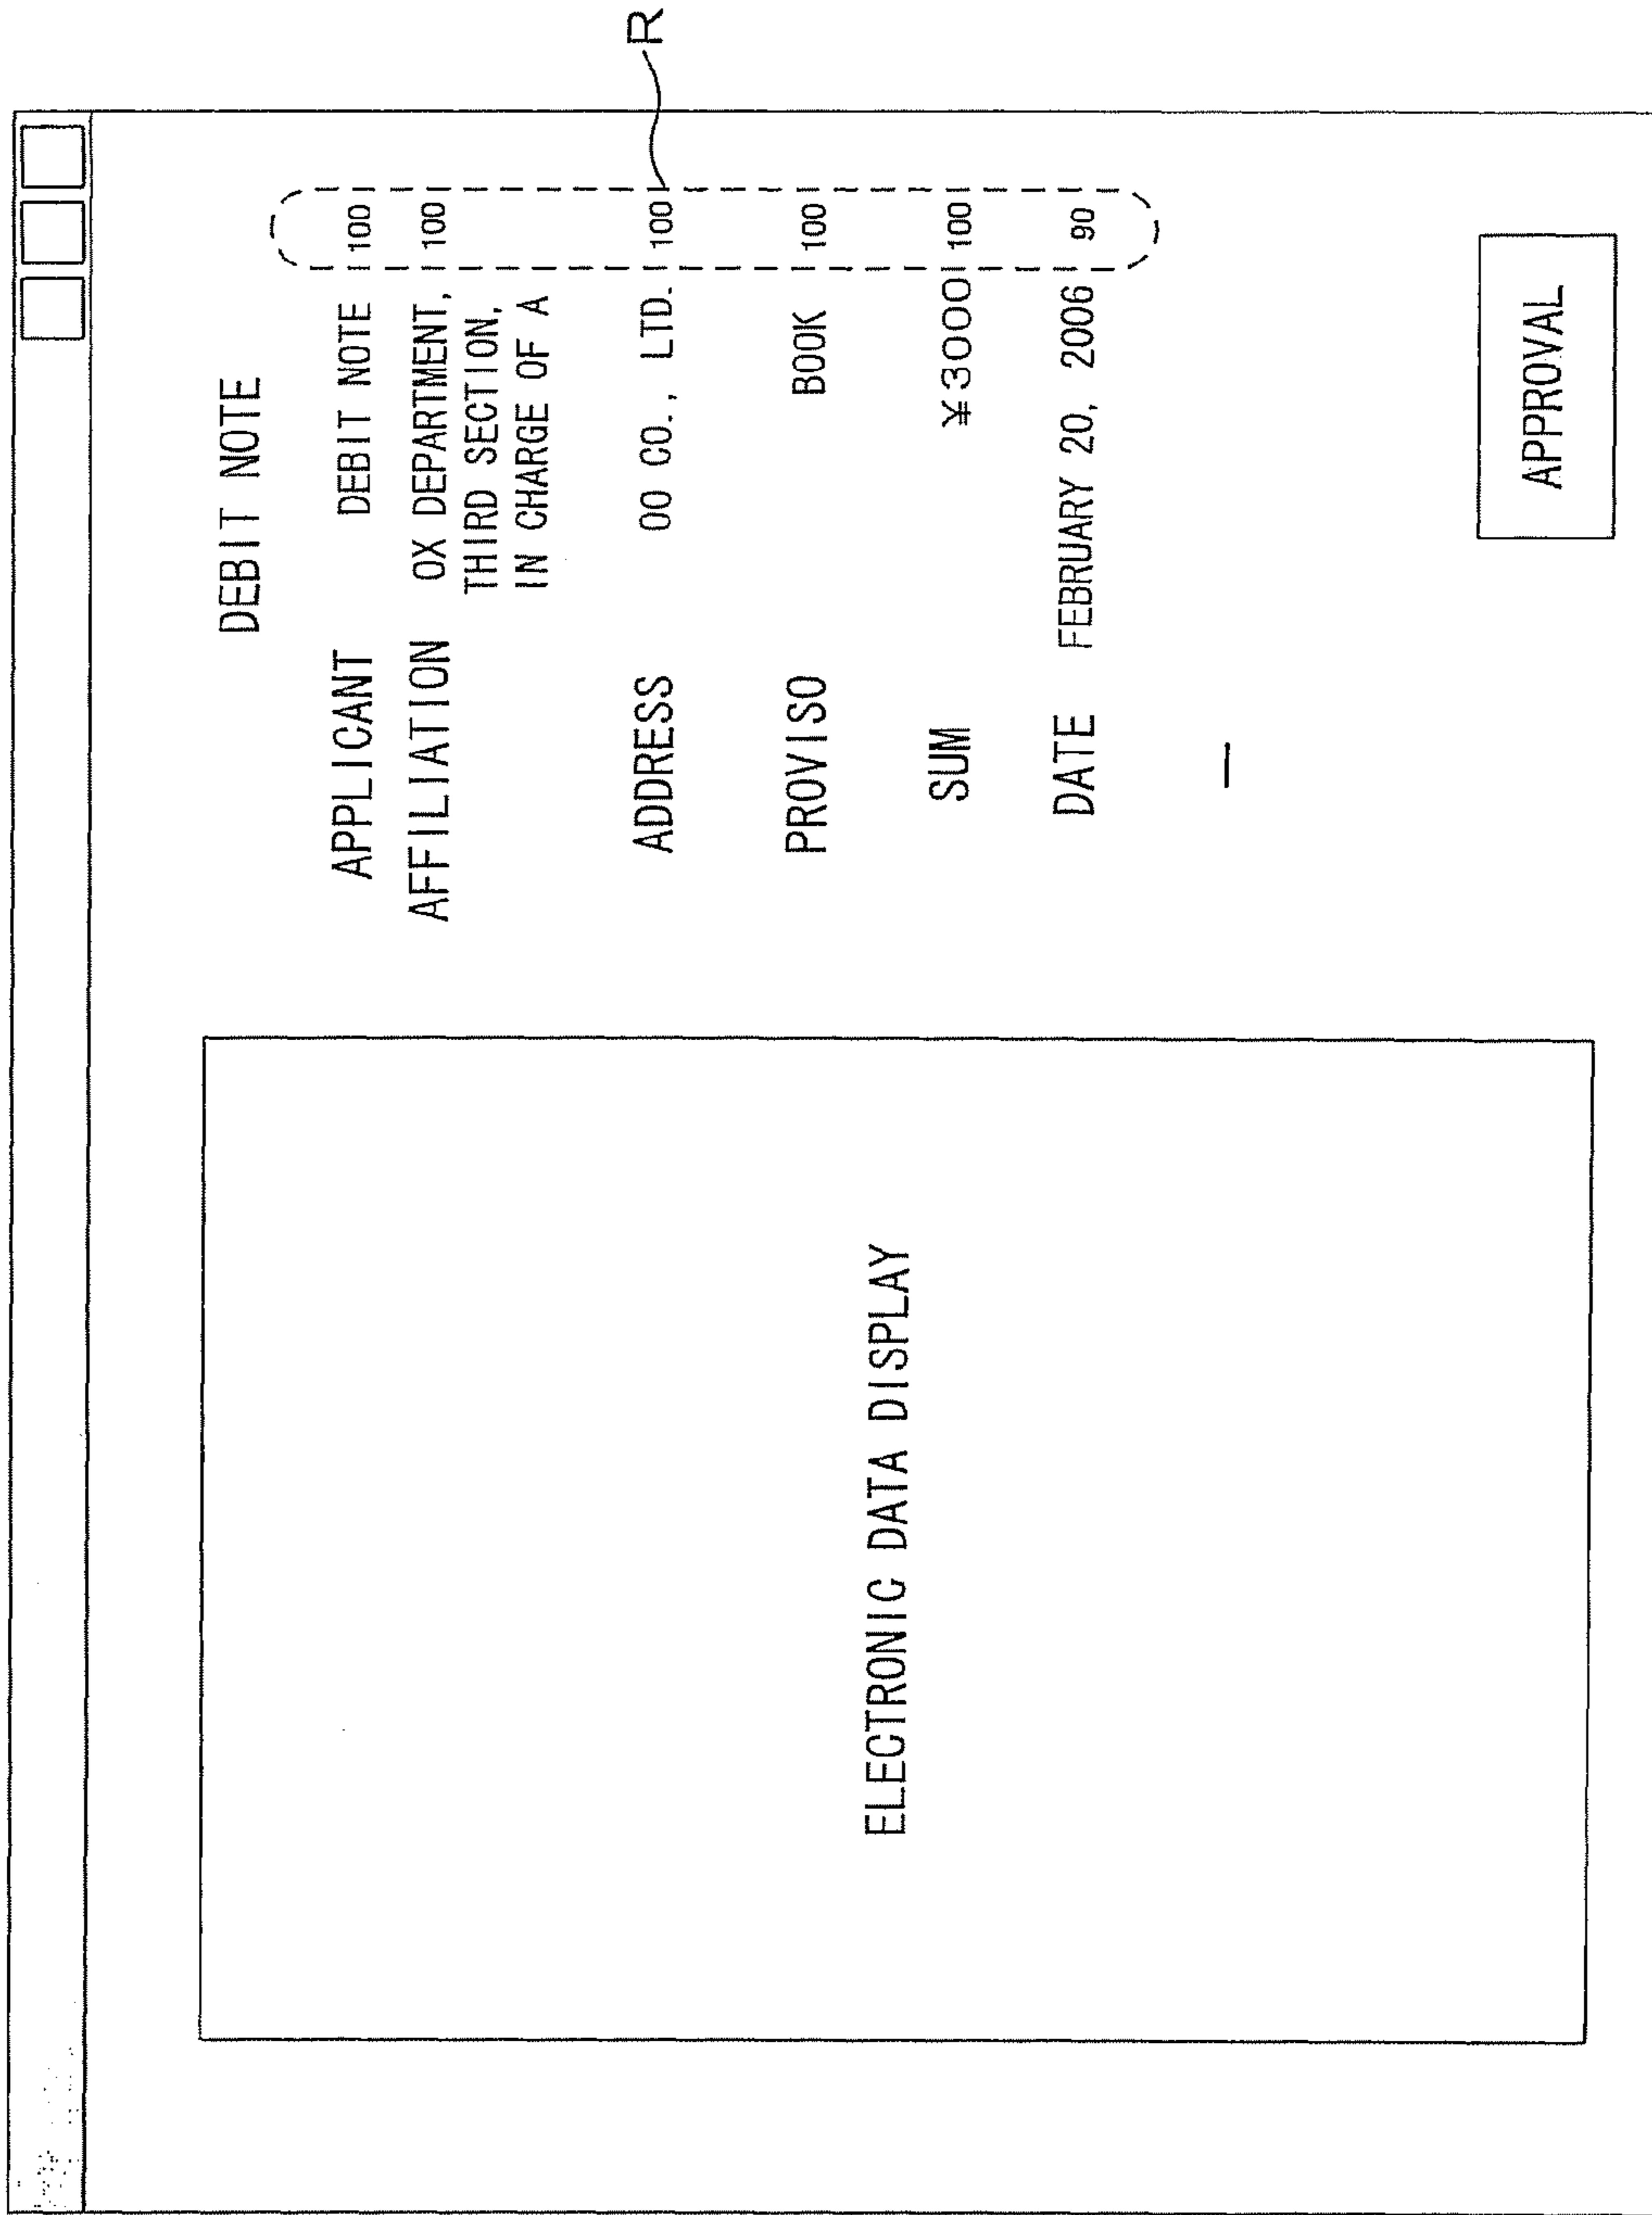 DEBIT NOTE
APPLICANT DEBIT NOTE 100
AFFILIATION OX DEPARTMENT, 100
THIRD SECTION,
IN CHARGE OF A
ADDRESS OO CO., LTD. 100
R
PROVISO BOOK 100
SUM ¥3000 100
DATE FEBRUARY 20, 2006 90
ELECTRONIC DATA DISPLAY
APPROVAL